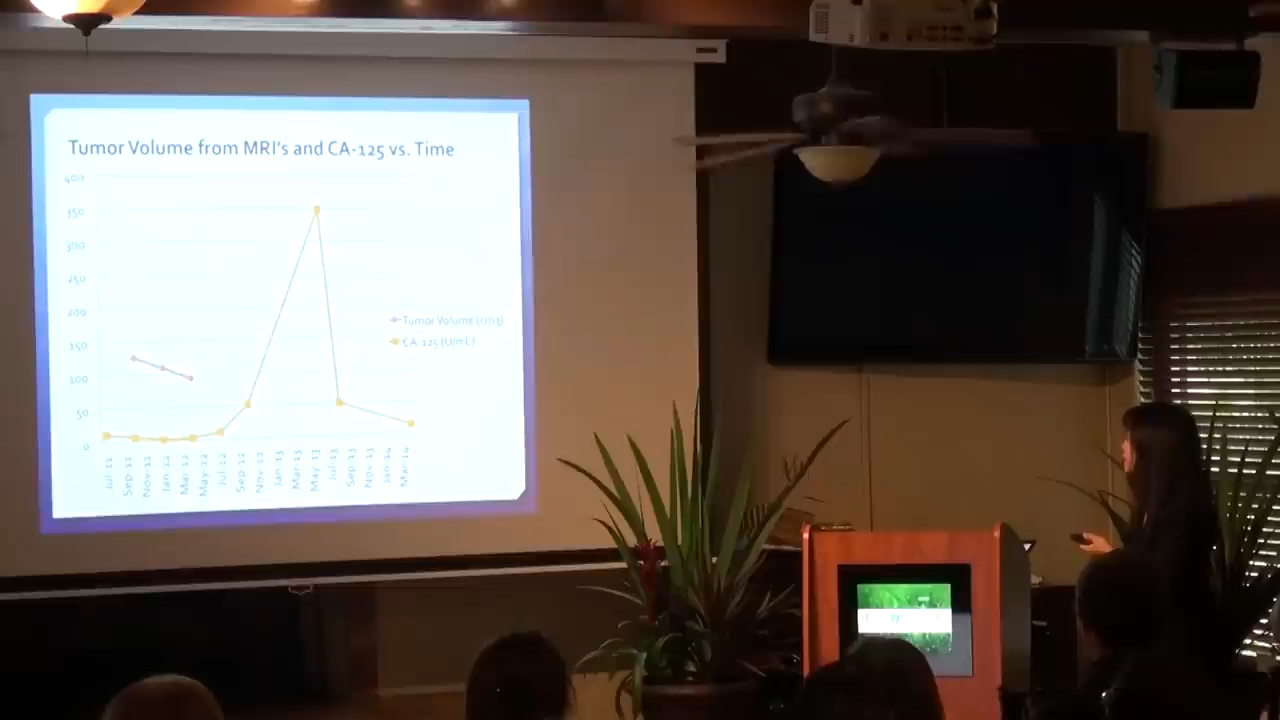 Tumor Volume from MRI's and CA-125 vs. Time
400
350
300
250
200
150
100
50
0
Tumor Volume (cm3)
CA-125 (U/mL)
Jul-11
Sep-11
Nov-11
Jan-12
Mar-12
May-12
Jul-12
Sep-12
Nov-12
Jan-13
Mar-13
May-13
Jul-13
Sep-13
Nov-13
Jan-14
Mar-14